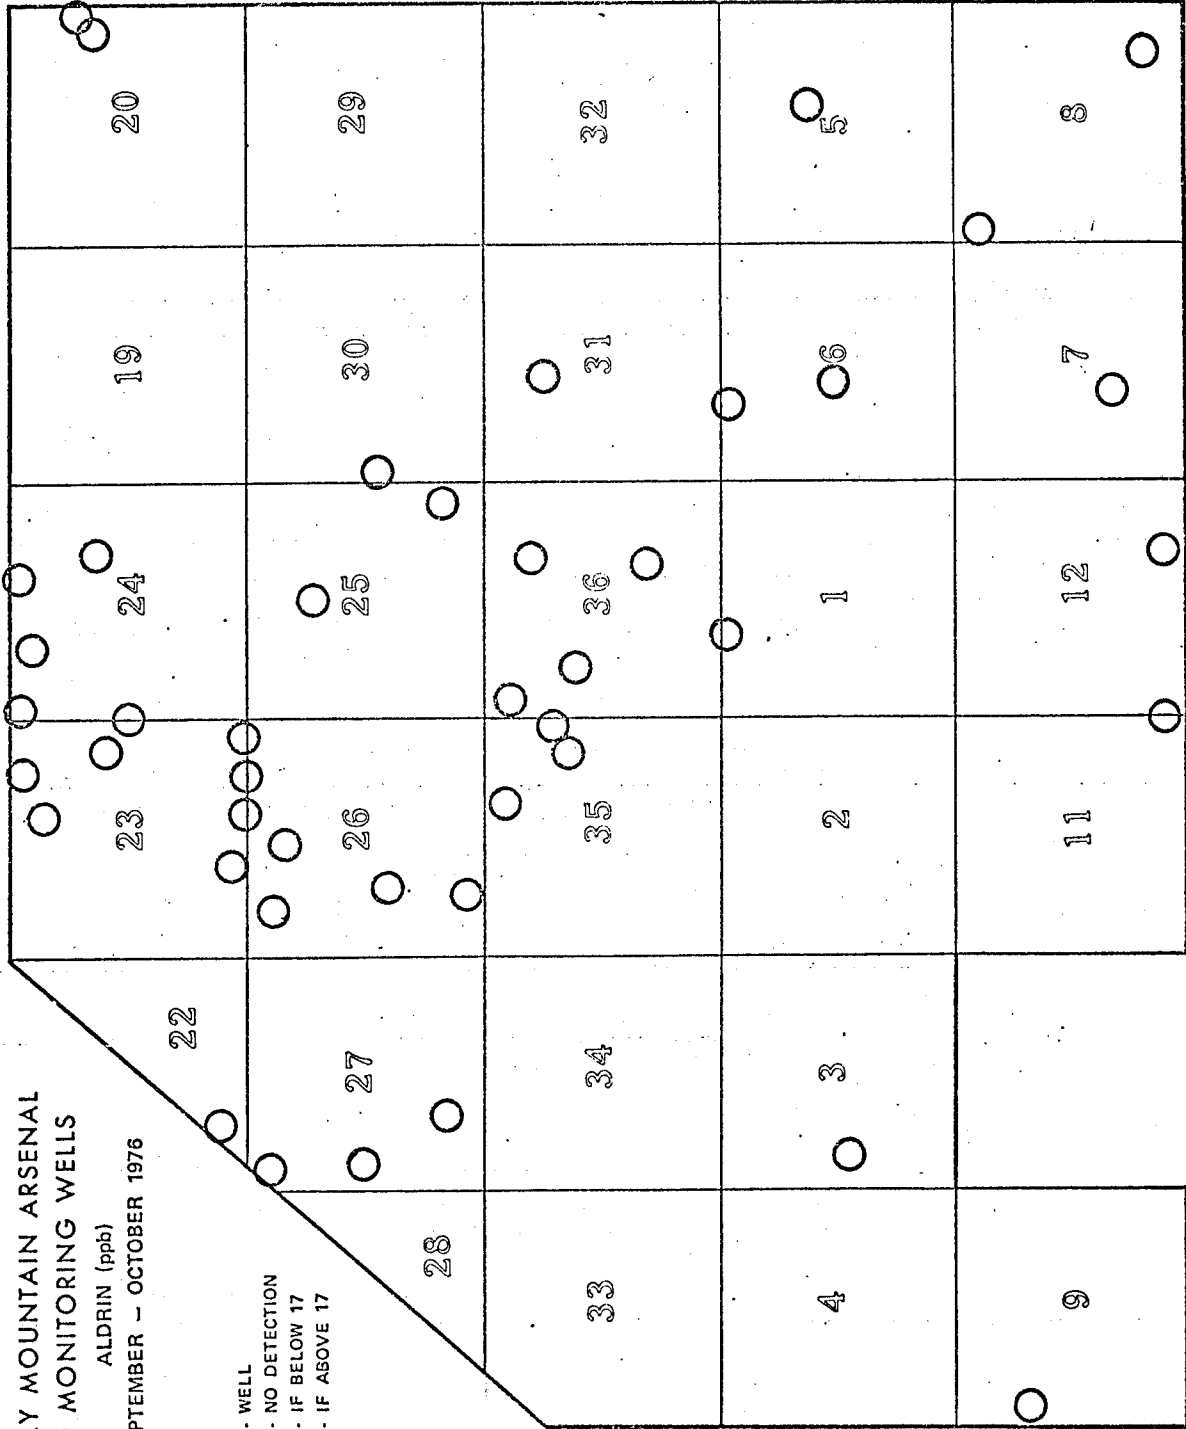 Y MOUNTAIN ARSENAL
MONITORING WELLS
ALDRIN (ppb)
PTEMBER – OCTOBER 1976
- WELL
- NO DETECTION
- IF BELOW 17
- IF ABOVE 17
22 23 24 19 20
28 27 26 25 30 29
33 34 35 36 31 32
4 3 2 1 6 5
9 11 12 7 8